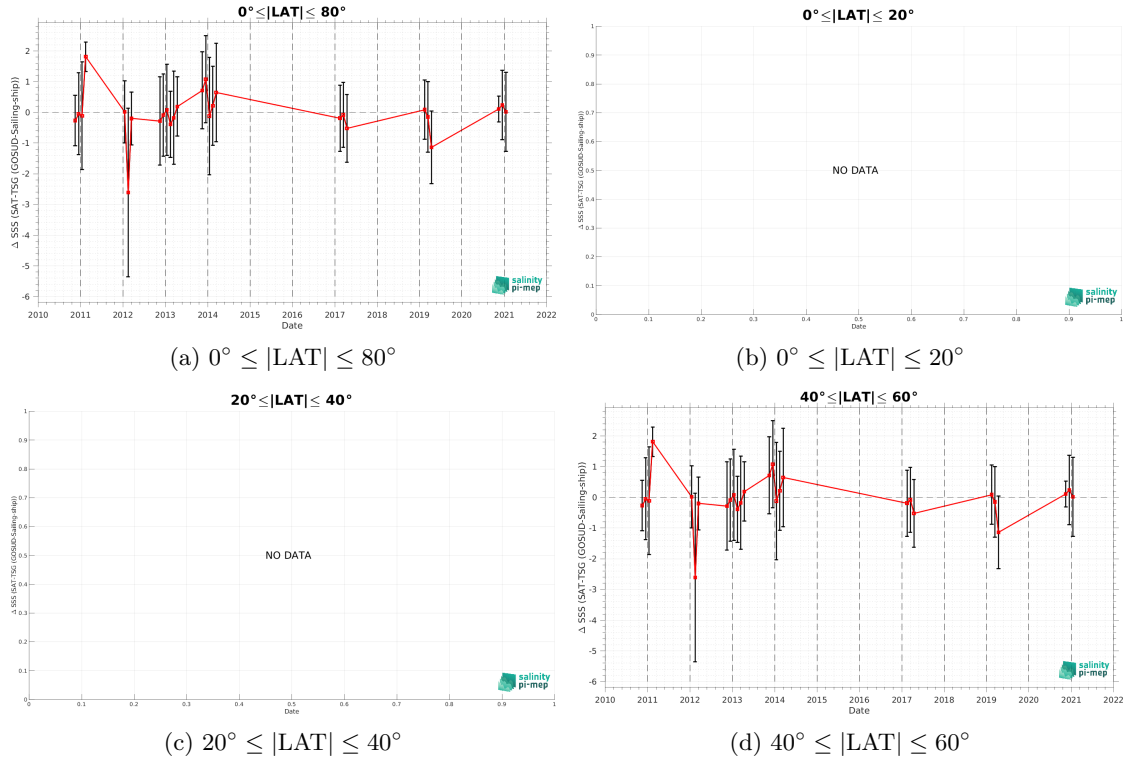 0°≤|LAT|≤ 80°
Δ SSS (SAT-TSG (GOSUD-Sailing-ship))
2
1
0
-1
-2
-3
-4
-5
-6
2010 2011 2012 2013 2014 2015 2016 2017 2018 2019 2020 2021 2022
Date
salinity
pi-mep
(a) 0° ≤ |LAT| ≤ 80°
0°≤|LAT|≤ 20°
Δ SSS (SAT-TSG (GOSUD-Sailing-ship))
1
0.9
0.8
0.7
0.6
0.5
0.4
0.3
0.2
0.1
0
NO DATA
0 0.1 0.2 0.3 0.4 0.5 0.6 0.7 0.8 0.9 1
Date
salinity
pi-mep
(b) 0° ≤ |LAT| ≤ 20°
20°≤|LAT|≤ 40°
Δ SSS (SAT-TSG (GOSUD-Sailing-ship))
1
0.9
0.8
0.7
0.6
0.5
0.4
0.3
0.2
0.1
0
NO DATA
0 0.1 0.2 0.3 0.4 0.5 0.6 0.7 0.8 0.9 1
Date
salinity
pi-mep
(c) 20° ≤ |LAT| ≤ 40°
40°≤|LAT|≤ 60°
Δ SSS (SAT-TSG (GOSUD-Sailing-ship))
2
1
0
-1
-2
-3
-4
-5
-6
2010 2011 2012 2013 2014 2015 2016 2017 2018 2019 2020 2021 2022
Date
salinity
pi-mep
(d) 40° ≤ |LAT| ≤ 60°